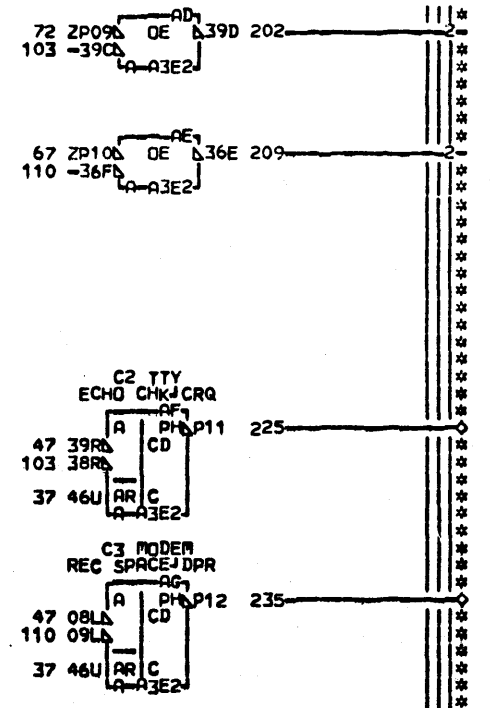 AD
72 ZP09 OE 39D 202 2
103 -39C
A A3E2
AE
67 ZP10 OE 36E 209 2
110 -36F
A A3E2
C2 TTY
ECHO CHK CRQ
AF
A PH P11 225
47 39R CD
103 38R
37 46U AR C
A A3E2
C3 MODEM
REC SPACE DPR
AG
A PH P12 235
47 08L CD
110 09L
37 46U AR C
A A3E2